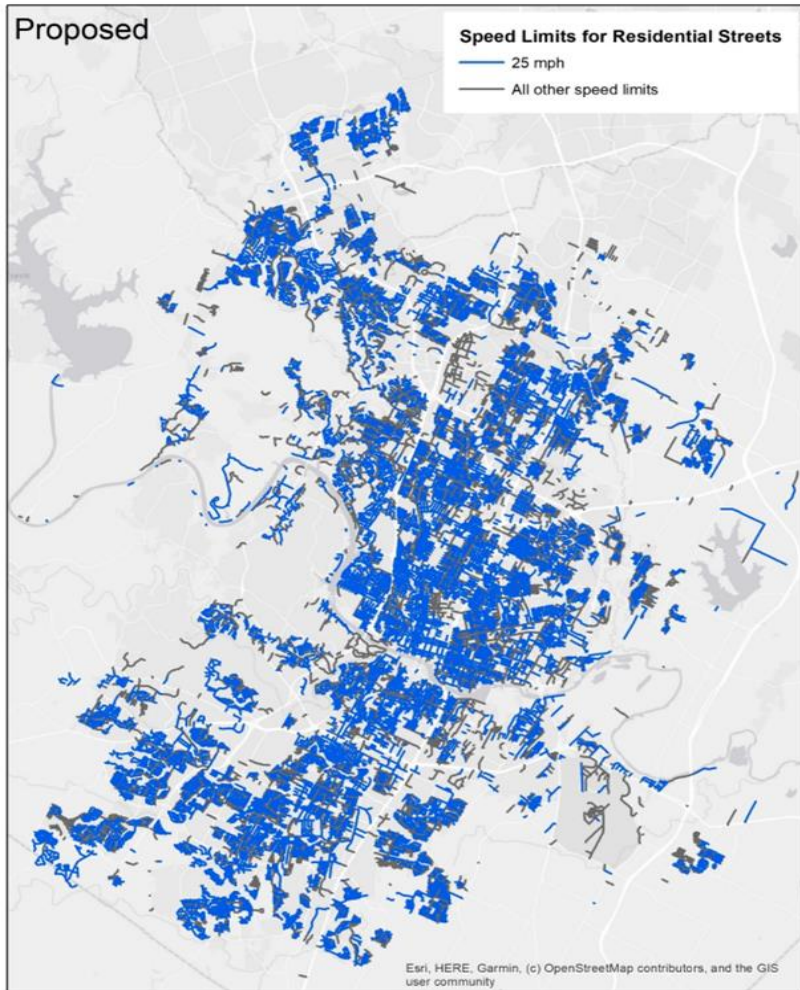 Proposed
Speed Limits for Residential Streets
25 mph
All other speed limits
Esri, HERE, Garmin, (c) OpenStreetMap contributors, and the GIS
user community